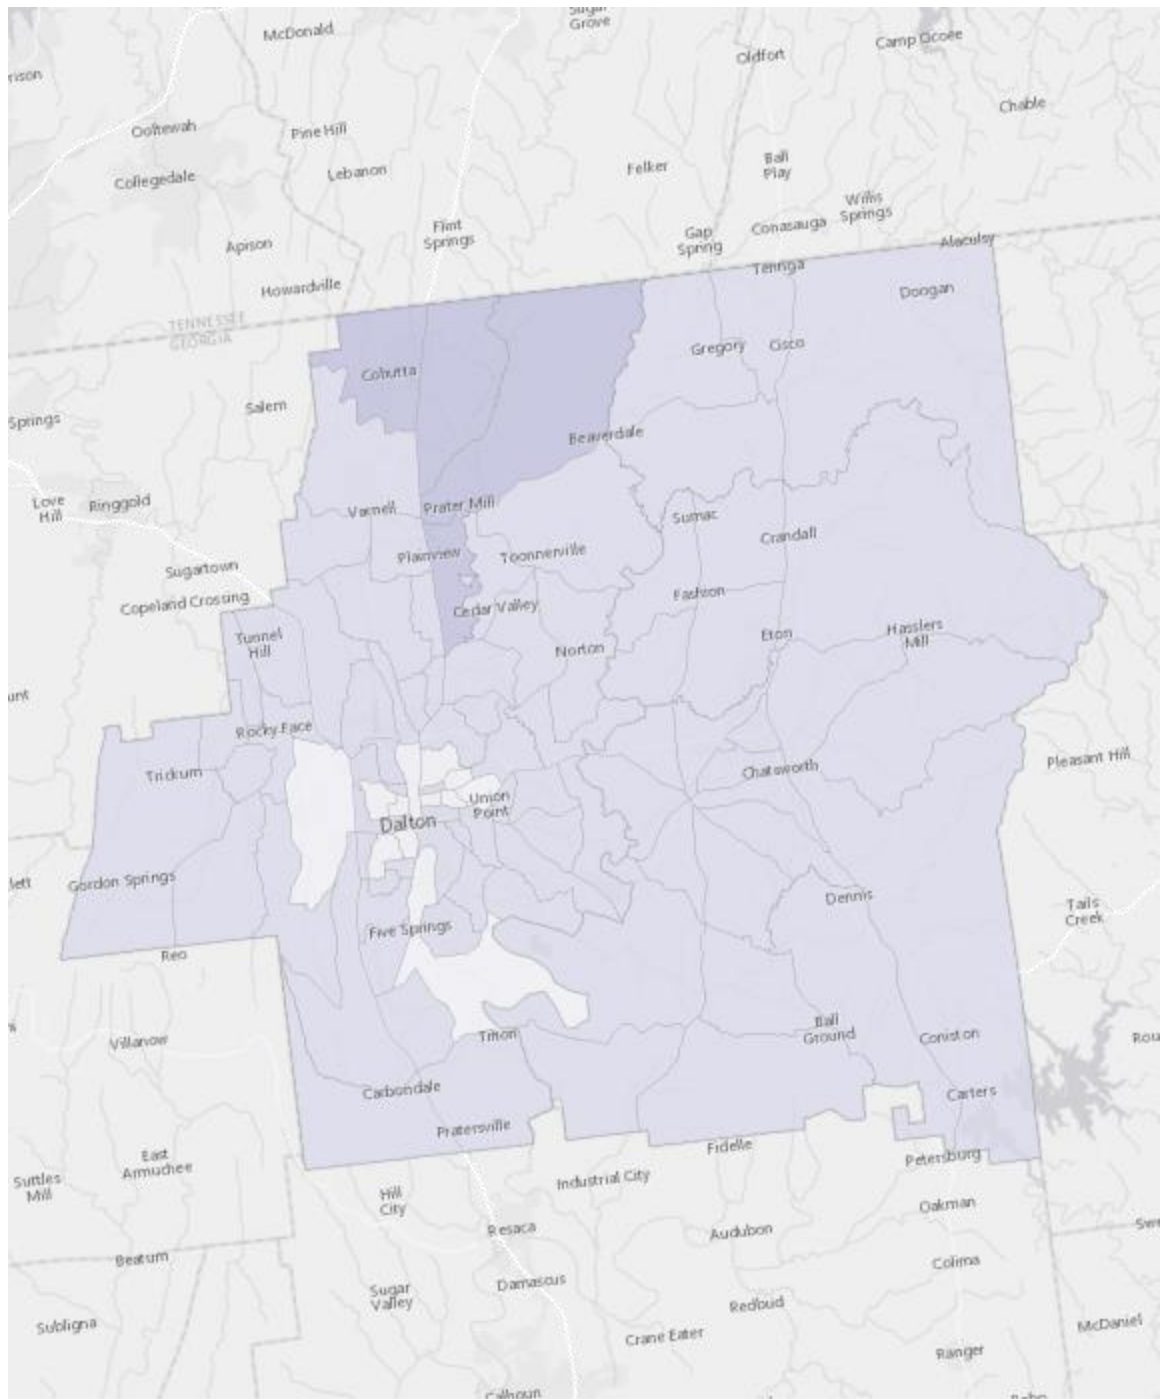 Sugar
Grove
McDonald
Camp Ocoee
Oldfort
rison
Chable
Ooltewah
Pine Hill
Ball
Play
Felker
Lebanon
Collegedale
Willis
Springs
Conasauga
Flint
Springs
Gap
Spring
Apison
Alaculsy
Tennga
Howardville
Doogan
TENNESSEE
GEORGIA
Gregory
Cisco
Cohutta
Salem
Springs
Beaverdale
Love
Hill
Ringgold
Varnell
Prater Mill
Sumac
Crandall
Plainview
Toonnerville
Sugartown
Fashion
Copeland Crossing
Cedar Valley
Tunnel
Hill
Eton
Hasslers
Mill
Norton
unt
Rocky Face
Pleasant Hill
Trickum
Chatsworth
Union
Point
Dalton
lett
Gordon Springs
Dennis
Tails
Creek
Five Springs
Reo
Ball
Ground
Tilton
Coniston
Rou
Villanow
Carbondale
Carters
Pratersville
Fidelle
Petersburg
East
Armuchee
Suttles
Mill
Industrial City
Hill
City
Oakman
Resaca
Audubon
Swe
Beatum
Colima
Damascus
Sugar
Valley
Redbud
Subligna
McDaniel
Crane Eater
Ranger
Calhoun